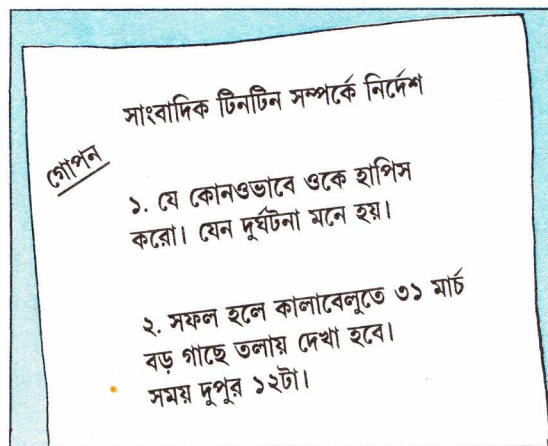 সাংবাদিক টিনটিন সম্পর্কে নির্দেশ
গোপন
১. যে কোনওভাবে ওকে হাপিস
করো। যেন দুর্ঘটনা মনে হয়।
২. সফল হলে কালাবেলুতে ৩১ মার্চ
বড় গাছে তলায় দেখা হবে।
সময় দুপুর ১২টা।